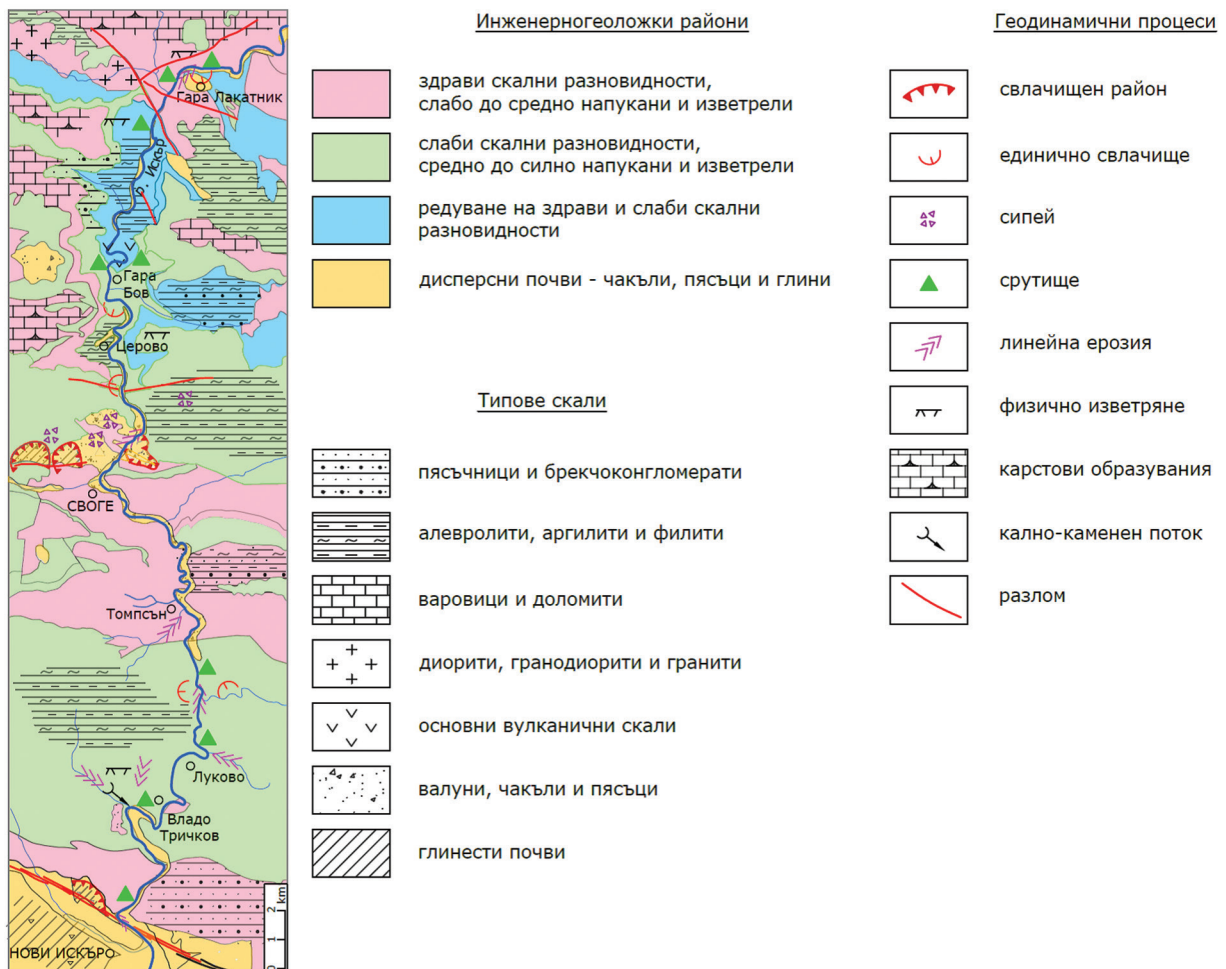 Инженерногеоложки райони
здрави скални разновидности,
слабо до средно напукани и изветрели
слаби скални разновидности,
средно до силно напукани и изветрели
редуване на здрави и слаби скални
разновидности
дисперсни почви - чакъли, пясъци и глини
Типове скали
пясъчници и брекчоконгломерати
алевролити, аргилити и филити
варовици и доломити
диорити, гранодиорити и гранити
основни вулканични скали
валуни, чакъли и пясъци
глинести почви
Геодинамични процеси
свлачищен район
единично свлачище
сипей
срутище
линейна ерозия
физично изветряне
карстови образувания
кално-каменен поток
разлом
Гара Лакатник
р. Искър
Гара
Бов
Церово
СВОГЕ
Томпсън
Луково
Владо
Тричков
НОВИ ИСКЪР
km
2
1
0